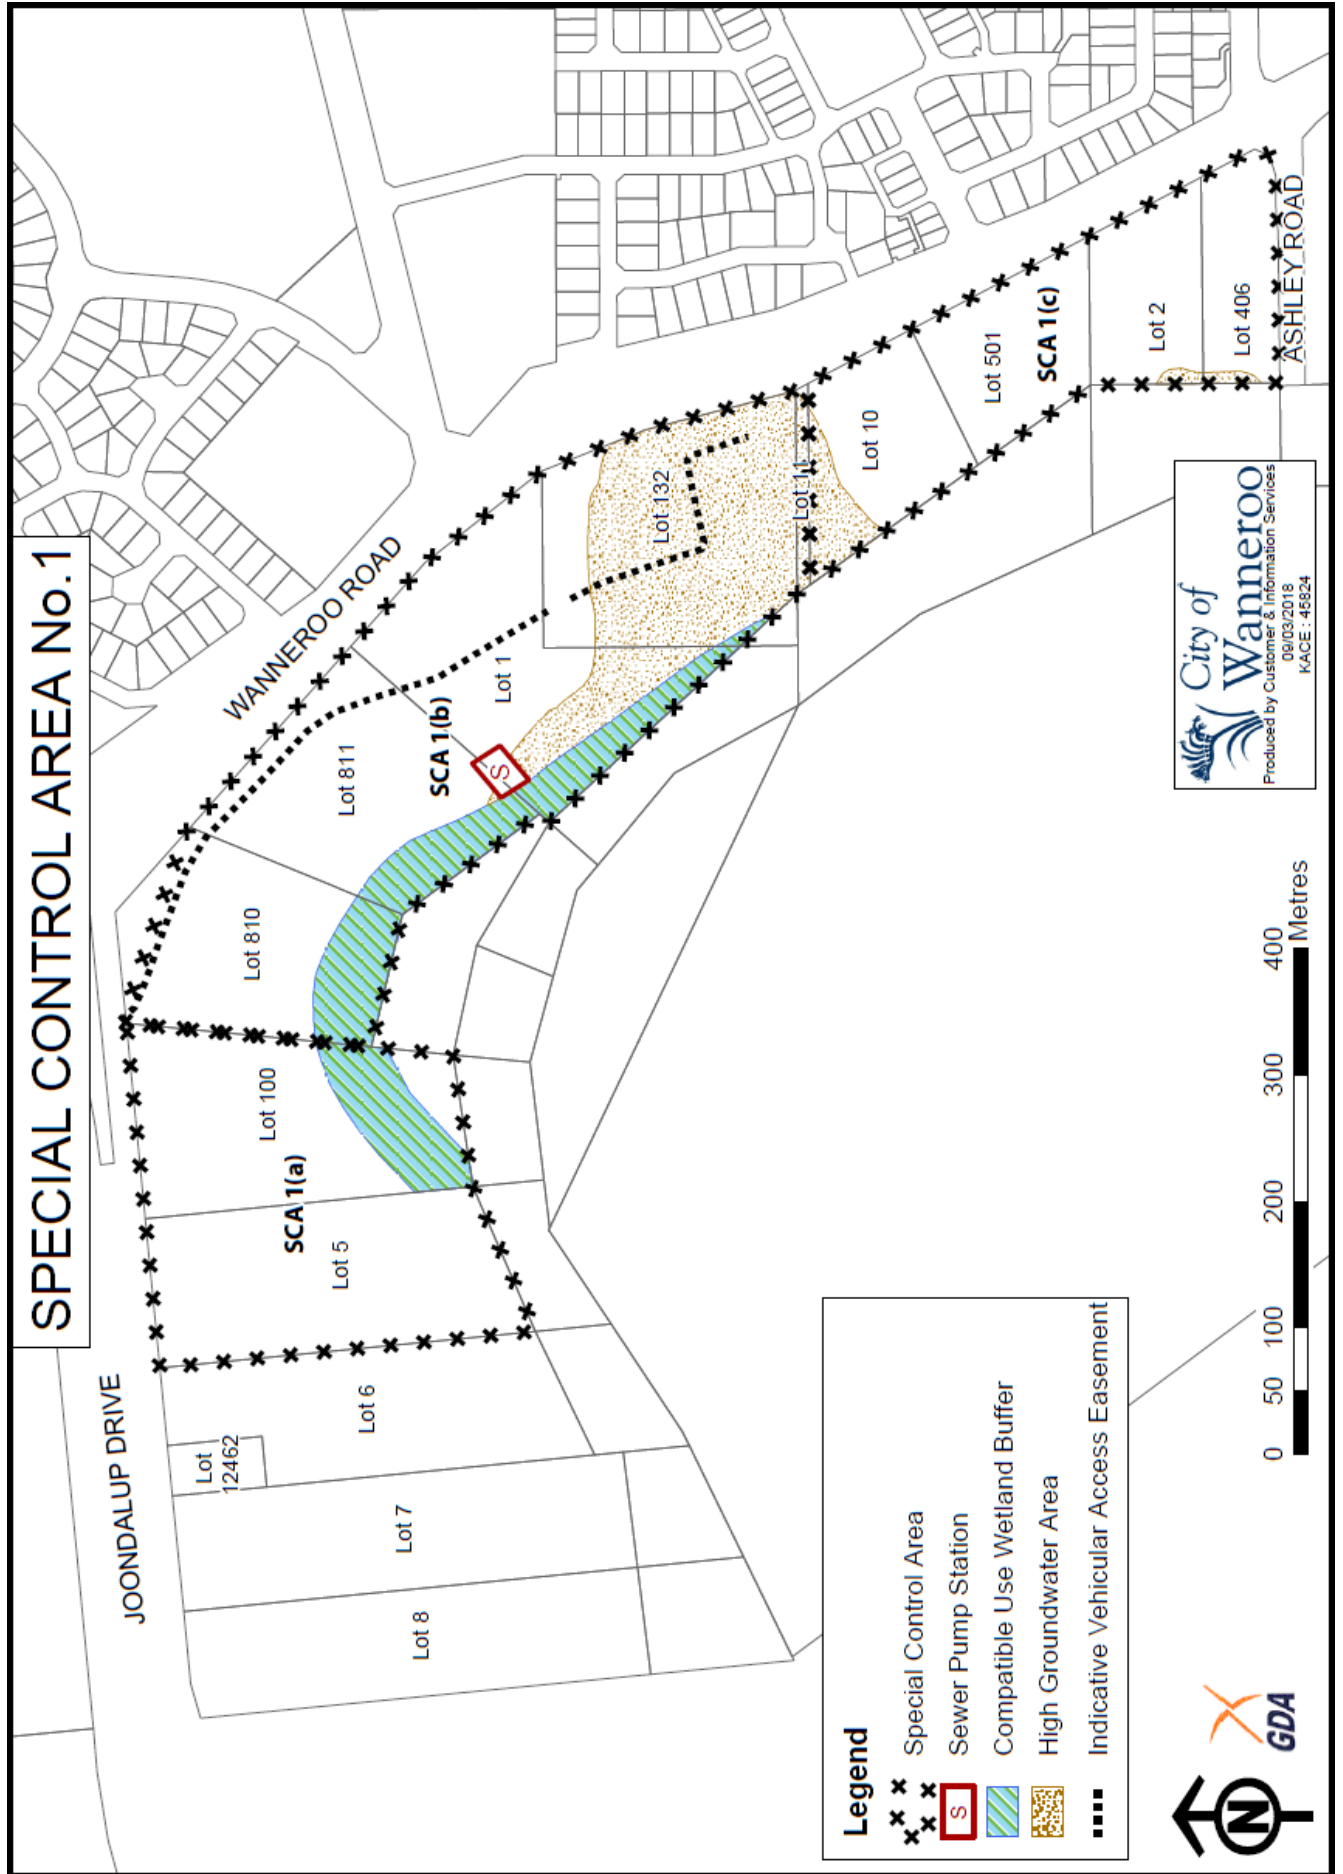 SPECIAL CONTROL AREA No.1
JOONDALUP DRIVE
WANNEROO ROAD
ASHLEY ROAD
Lot 8
Lot 7
Lot
12462
Lot 6
Lot 5
SCA 1(a)
Lot 100
Lot 810
Lot 811
SCA 1(b)
S
Lot 1
Lot 132
Lot 11
Lot 10
Lot 501
SCA 1(c)
Lot 2
Lot 406
Legend
Special Control Area
S
Sewer Pump Station
Compatible Use Wetland Buffer
High Groundwater Area
Indicative Vehicular Access Easement
N
GDA
0 50 100 200 300 400
Metres
City of
Wanneroo
Produced by Customer & Information Services
09/03/2018
KACE : 45824